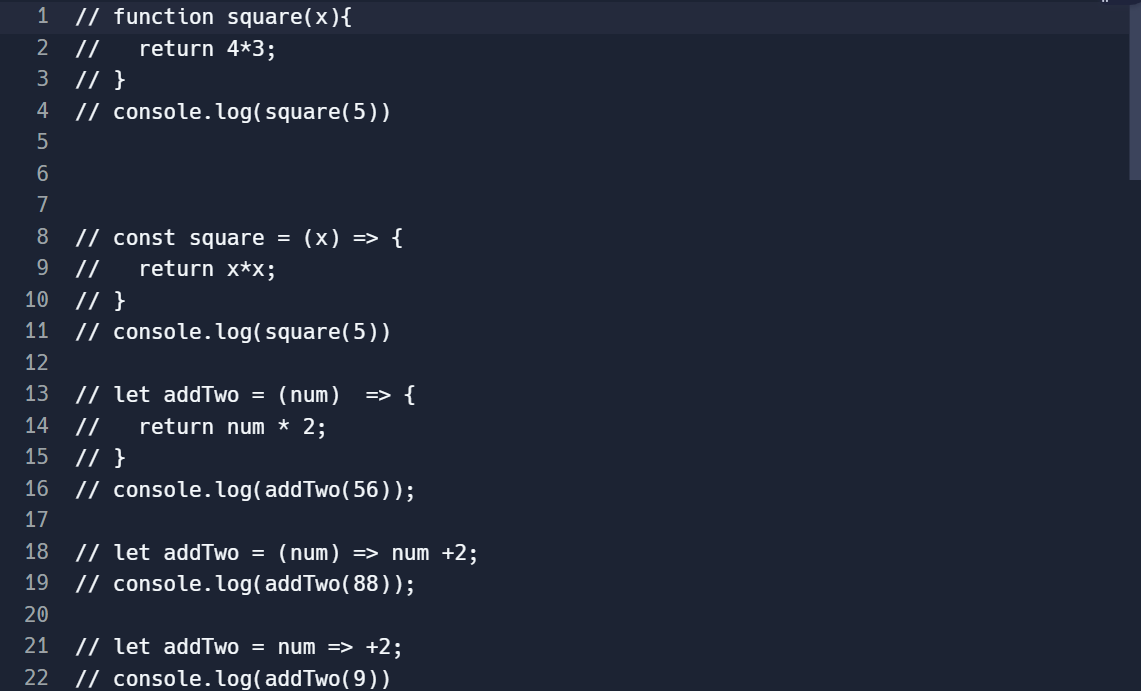 1 // function square(x){
2 //   return 4*3;
3 // }
4 // console.log(square(5))
5
6
7
8 // const square = (x) => {
9 //   return x*x;
10 // }
11 // console.log(square(5))
12
13 // let addTwo = (num)  => {
14 //   return num * 2;
15 // }
16 // console.log(addTwo(56));
17
18 // let addTwo = (num) => num +2;
19 // console.log(addTwo(88));
20
21 // let addTwo = num => +2;
22 // console.log(addTwo(9))